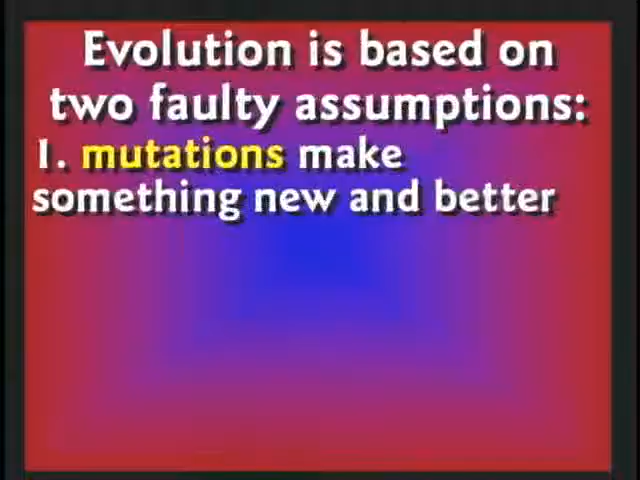 Evolution is based on
two faulty assumptions:
1. mutations make
something new and better